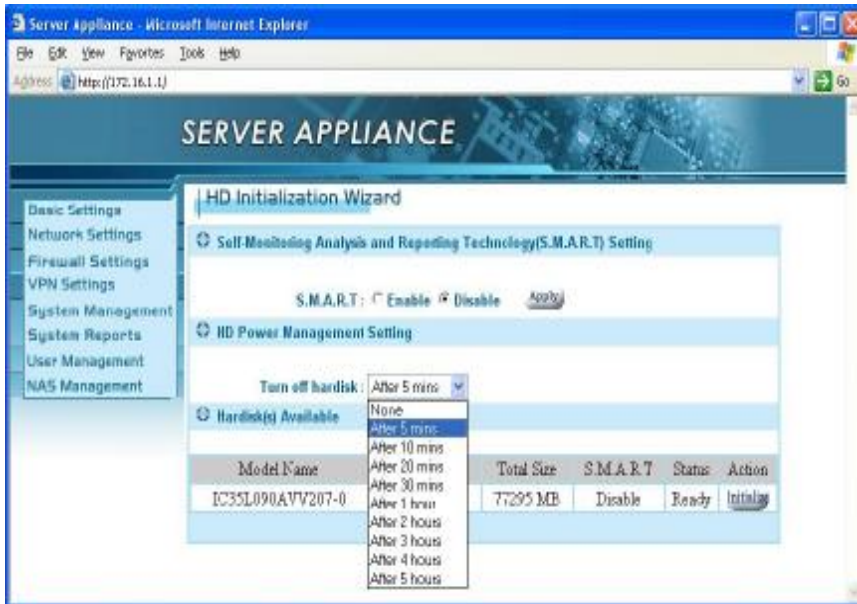 Server Appliance - Microsoft Internet Explorer
File Edit View Favorites Tools Help
Address http://172.16.1.1/ Go
SERVER APPLIANCE
Basic Settings
Network Settings
Firewall Settings
VPN Settings
System Management
System Reports
User Management
NAS Management
HD Initialization Wizard
Self-Monitoring Analysis and Reporting Technology(S.M.A.R.T) Setting
S.M.A.R.T : Enable Disable Apply
HD Power Management Setting
Turn off hardisk : After 5 mins
None
After 5 mins
After 10 mins
After 20 mins
After 30 mins
After 1 hour
After 2 hours
After 3 hours
After 4 hours
After 5 hours
Hardisk(s) Available
Model Name Total Size S.M.A.R.T Status Action
IC35L090AVV207-0 77295 MB Disable Ready Initialize